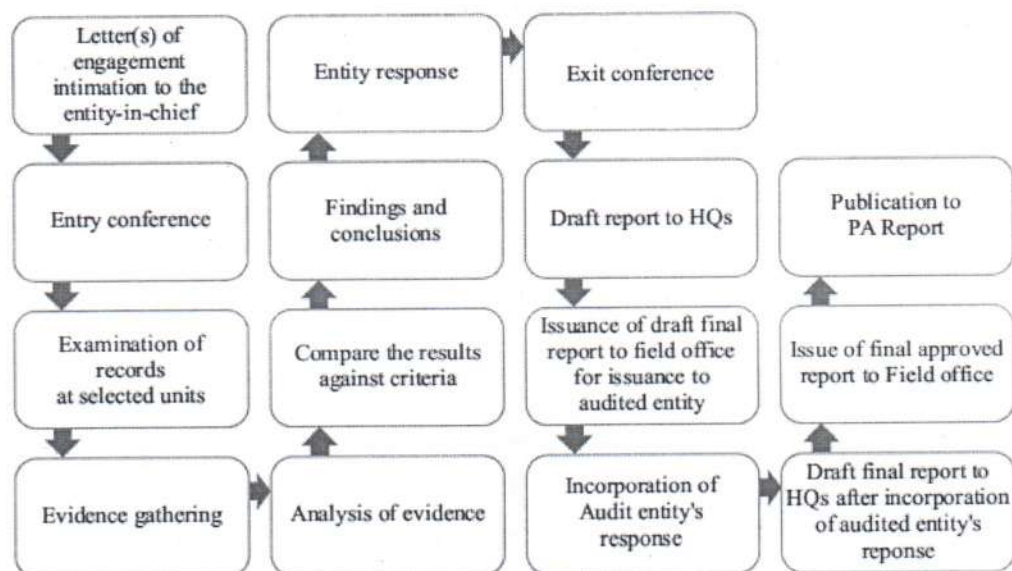 Letter(s) of
engagement
intimation to the
entity-in-chief
Entry conference
Examination of
records
at selected units
Evidence gathering
Analysis of evidence
Compare the results
against criteria
Findings and
conclusions
Entity response
Exit conference
Draft report to HQs
Issuance of draft final
report to field office
for issuance to
audited entity
Incorporation of
Audit entity's
response
Draft final report to
HQs after incorporation
of audited entity's
reponse
Issue of final approved
report to Field office
Publication to
PA Report